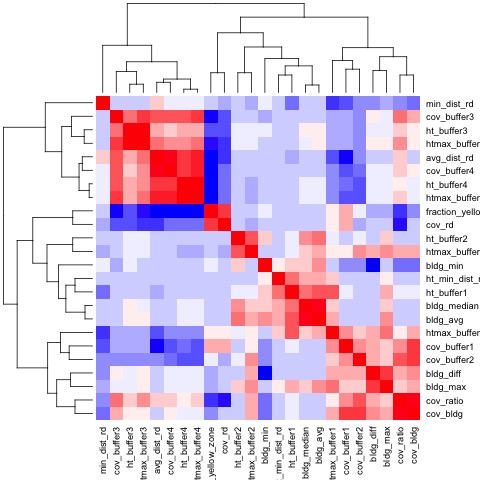 min_dist_rd
cov_buffer3
ht_buffer3
htmax_buffer
avg_dist_rd
cov_buffer4
ht_buffer4
htmax_buffer
fraction_yello
cov_rd
ht_buffer2
htmax_buffer
bldg_min
ht_min_dist_r
ht_buffer1
bldg_median
bldg_avg
htmax_buffer
cov_buffer1
cov_buffer2
bldg_diff
bldg_max
cov_ratio
cov_bldg
min_dist_rd
cov_buffer3
ht_buffer3
tmax_buffer3
avg_dist_rd
cov_buffer4
ht_buffer4
tmax_buffer4
_yellow_zone
cov_rd
ht_buffer2
tmax_buffer2
bldg_min
_min_dist_rd
ht_buffer1
bldg_median
bldg_avg
tmax_buffer1
cov_buffer1
cov_buffer2
bldg_diff
bldg_max
cov_ratio
cov_bldg